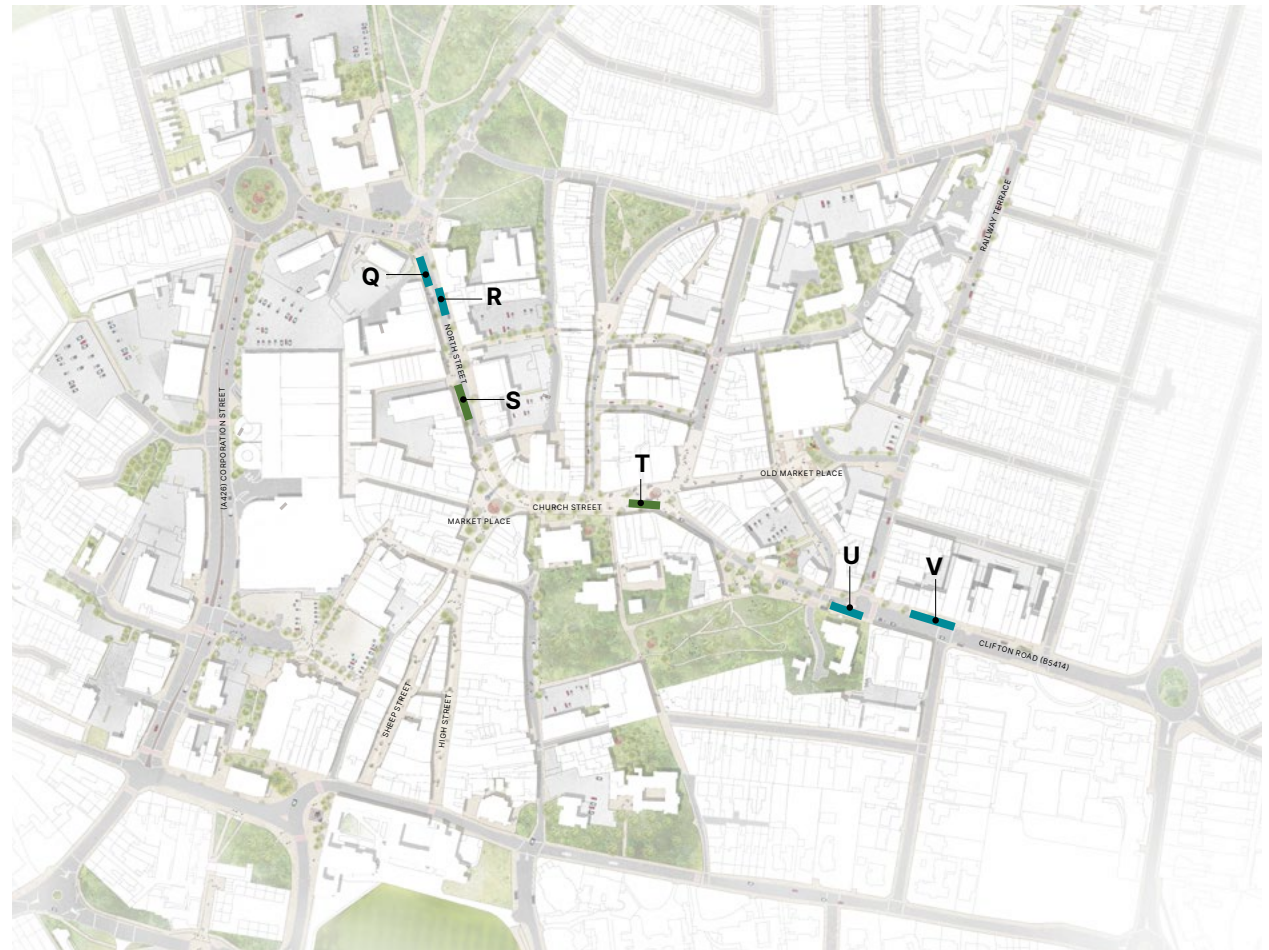 RAILWAY TERRACE
Q
R
NORTH STREET
S
(A426) CORPORATION STREET
T
OLD MARKET PLACE
CHURCH STREET
MARKET PLACE
U
V
CLIFTON ROAD (B5414)
SHEEP STREET
HIGH STREET